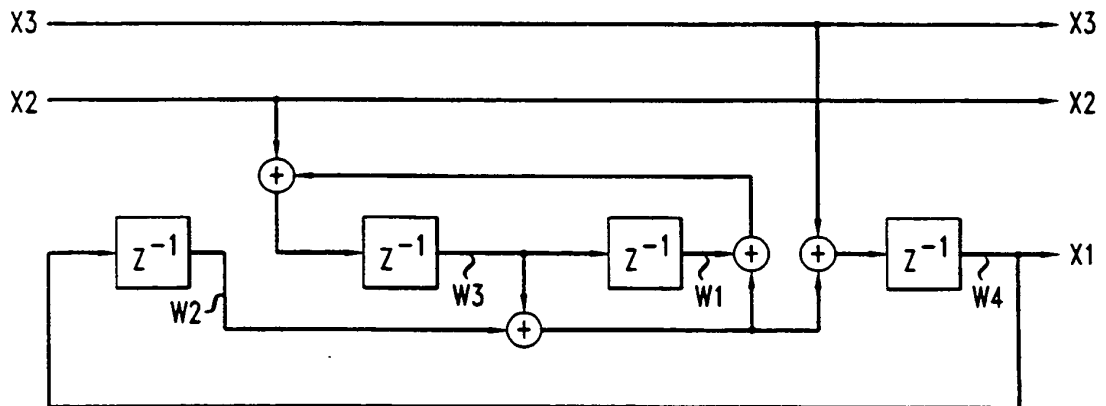 X3 X3
X2 X2
+
z⁻¹ z⁻¹ z⁻¹ + + z⁻¹ X1
W3 W1 W4
W2
+